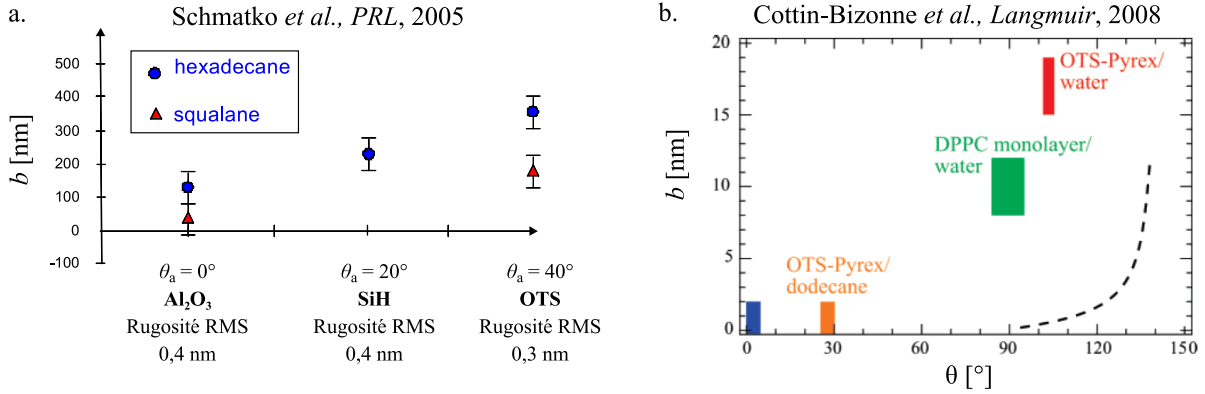 a.
Schmatko et al., PRL, 2005
b [nm]
500
400
300
200
100
0
-100
hexadecane
squalane
θa = 0°
Al2O3
Rugosité RMS
0,4 nm
θa = 20°
SiH
Rugosité RMS
0,4 nm
θa = 40°
OTS
Rugosité RMS
0,3 nm
b.
Cottin-Bizonne et al., Langmuir, 2008
b [nm]
20
15
10
5
0
OTS-Pyrex/
water
DPPC monolayer/
water
OTS-Pyrex/
dodecane
0
30
60
90
120
150
θ [°]